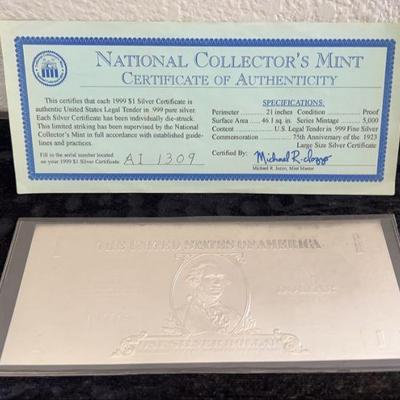 NATIONAL COLLECTOR'S MINT
CERTIFICATE OF AUTHENTICITY
This certifies that each 1999 $1 Silver Certificate is
authentic United States Legal Tender in .999 pure silver.
Each Silver Certificate has been individually die-struck.
This limited striking has been supervised by the National
Collector's Mint in full accordance with established guide-
lines and practices.
Fill in the serial number located
on your 1999 $1 Silver Certificate.
AI 1309
SPECIFICATIONS:
Perimeter ... 21 inches Condition ... Proof
Surface Area ... 46.1 sq. in. Series Mintage ... 5,000
Content ... U.S. Legal Tender in .999 Fine Silver
Commemoration ... 75th Anniversary of the 1923
Large Size Silver Certificate
Certified By:
Michael R. Jozzo, Mint Master
THE UNITED STATES OF AMERICA
DOLLAR
ONE SILVER DOLLAR